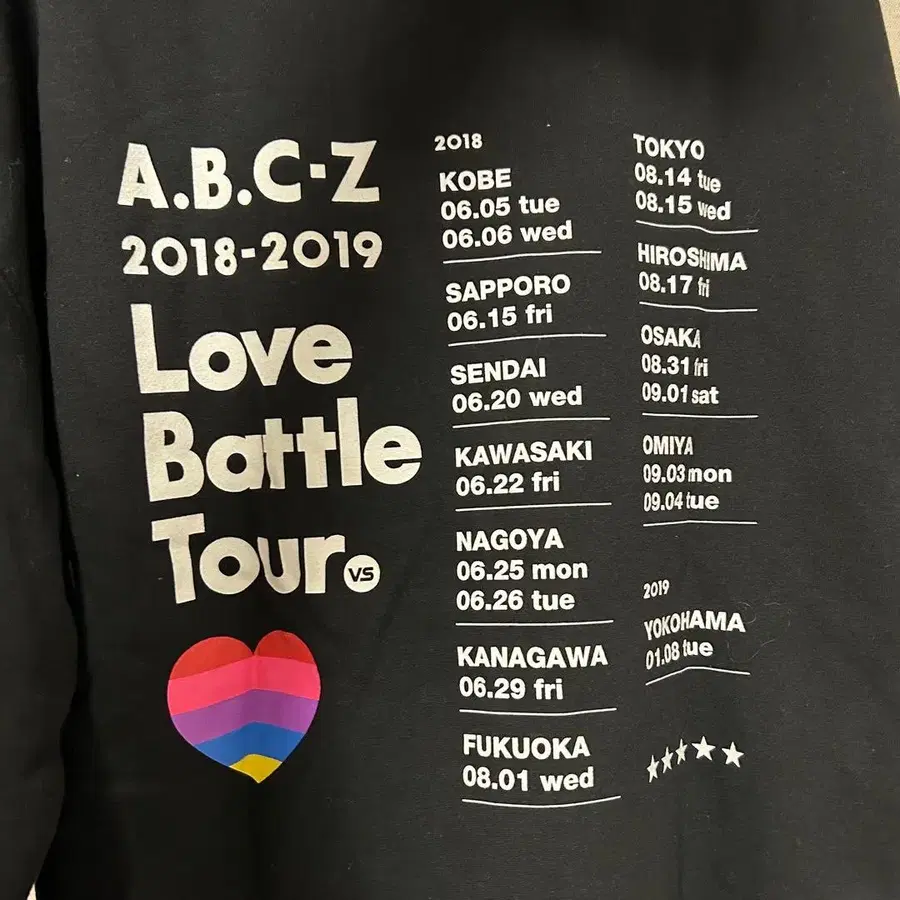 A.B.C-Z
2018-2019
Love
Battle
Tour.
VS
2018
KOBE
06.05 tue
06.06 wed
SAPPORO
06.15 fri
SENDAI
06.20 wed
KAWASAKI
06.22 fri
NAGOYA
06.25 mon
06.26 tue
KANAGAWA
06.29 fri
FUKUOKA
08.01 wed
TOKYO
08.14 tue
08.15 wed
HIROSHIMA
08.17 fri
OSAKA
08.31 fri
09.01 sat
OMIYA
09.03 mon
09.04 tue
2019
YOKOHAMA
01.08 tue